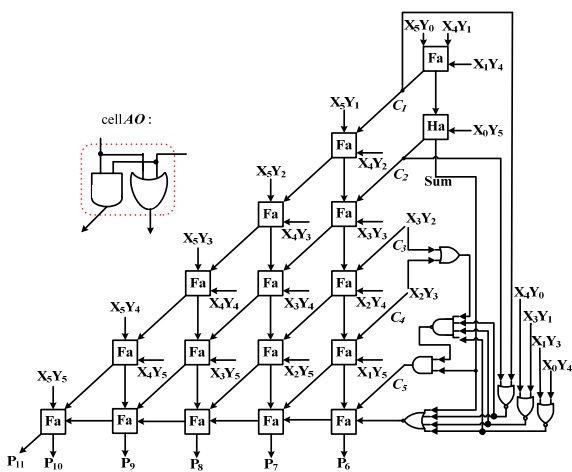 X5Y0 X4Y1
Fa X1Y4
X5Y1 C1
cellAO :
Ha X0Y5
Fa
X4Y2 C2
X5Y2 Sum
Fa Fa X3Y2
X4Y3 X3Y3
X5Y3 C3
Fa Fa Fa X2Y3
X4Y4 X3Y4 X2Y4 X4Y0
X5Y4 C4 X3Y1
X1Y3
Fa Fa Fa Fa X0Y4
X4Y5 X3Y5 X2Y5 X1Y5
X5Y5 C5
Fa Fa Fa Fa Fa
P11 P10 P9 P8 P7 P6